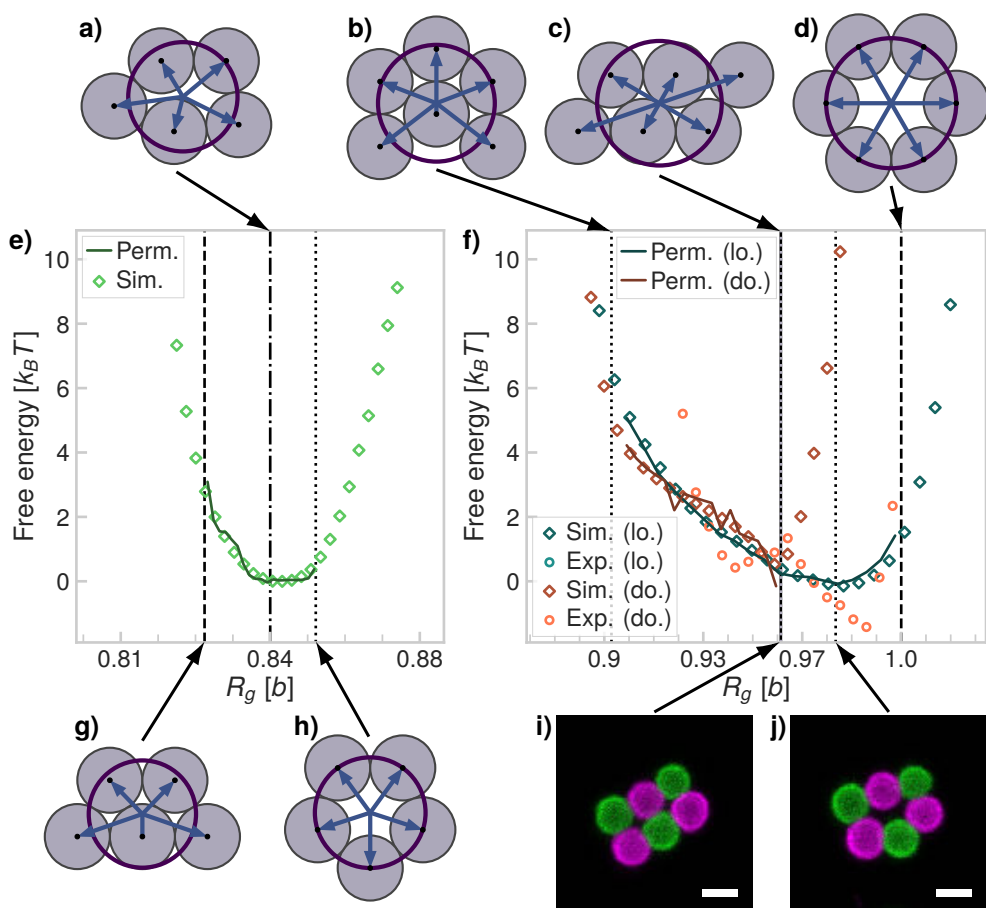 a)
b)
c)
d)
e)
Perm.
Sim.
10
8
6
4
2
0
Free energy [k_BT]
0.81
0.84
0.88
R_g [b]
f)
Perm. (lo.)
Perm. (do.)
10
8
6
4
2
0
Free energy [k_BT]
Sim. (lo.)
Exp. (lo.)
Sim. (do.)
Exp. (do.)
0.9
0.93
0.97
1.0
R_g [b]
g)
h)
i)
j)